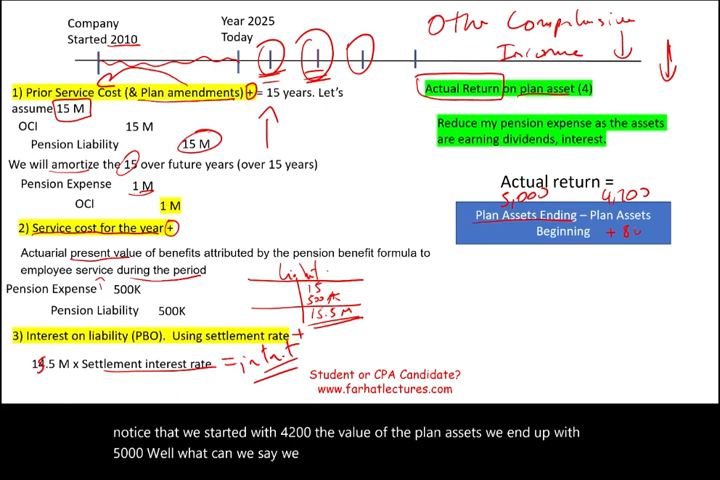 Company
Started 2010
Year 2025
Today
Othe Comprehensive
Income
1) Prior Service Cost (& Plan amendments) + = 15 years. Let's
assume 15 M
OCI 15 M
Pension Liability 15 M
We will amortize the 15 over future years (over 15 years)
Pension Expense 1 M
OCI 1 M
2) Service cost for the year +
Actuarial present value of benefits attributed by the pension benefit formula to
employee service during the period
Pension Expense 500K
Pension Liability 500K
Liabilit
15
500K
15.5 M
3) Interest on liability (PBO). Using settlement rate +
15.5 M x Settlement interest rate = intrst
Actual Return on plan asset (4)
Reduce my pension expense as the assets
are earning dividends, interest.
Actual return =
5,000 4,200
Plan Assets Ending – Plan Assets
Beginning + 80
Student or CPA Candidate?
www.farhatlectures.com
notice that we started with 4200 the value of the plan assets we end up with
5000 Well what can we say we